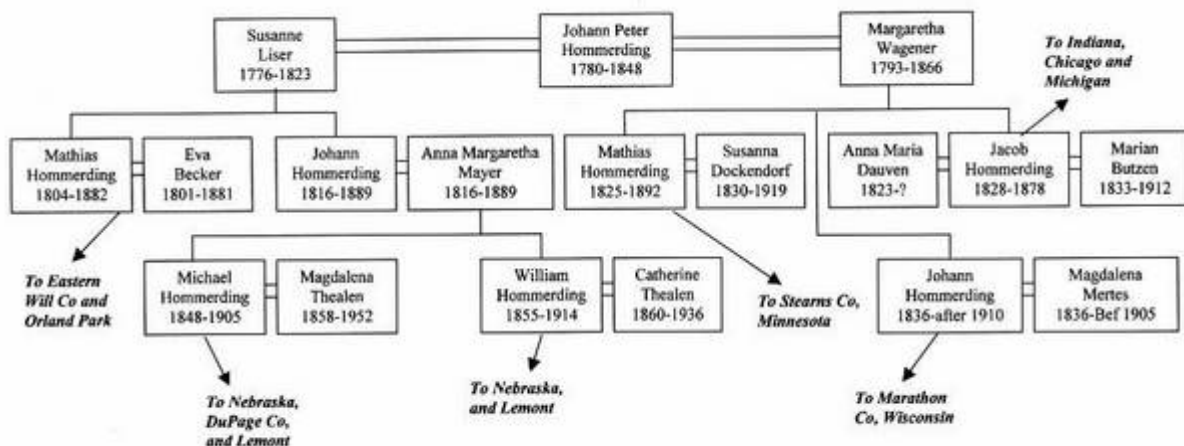 Susanne
Liser
1776-1823
Johann Peter
Hommerding
1780-1848
Margaretha
Wagener
1793-1866
To Indiana,
Chicago and
Michigan
Mathias
Hommerding
1804-1882
Eva
Becker
1801-1881
Johann
Hommerding
1816-1889
Anna Margaretha
Mayer
1816-1889
Mathias
Hommerding
1825-1892
Susanna
Dockendorf
1830-1919
Anna Maria
Dauven
1823-?
Jacob
Hommerding
1828-1878
Marian
Butzen
1833-1912
To Eastern
Will Co and
Orland Park
Michael
Hommerding
1848-1905
Magdalena
Thealen
1858-1952
William
Hommerding
1855-1914
Catherine
Thealen
1860-1936
To Stearns Co,
Minnesota
Johann
Hommerding
1836-after 1910
Magdalena
Mertes
1836-Bef 1905
To Nebraska,
DuPage Co,
and Lemont
To Nebraska,
and Lemont
To Marathon
Co, Wisconsin